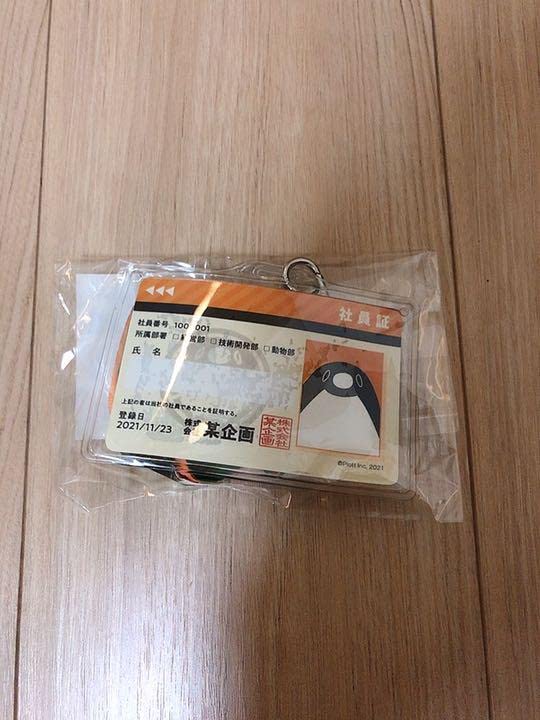 社員証
社員番号 100 001
所属部署 □経営部 □技術開発部 □動物部
氏 名
上記の者は当社の社員であることを証明する。
登録日
2021/11/23
株式会社 某企画
株式会社
某企画
©Plott Inc. 2021